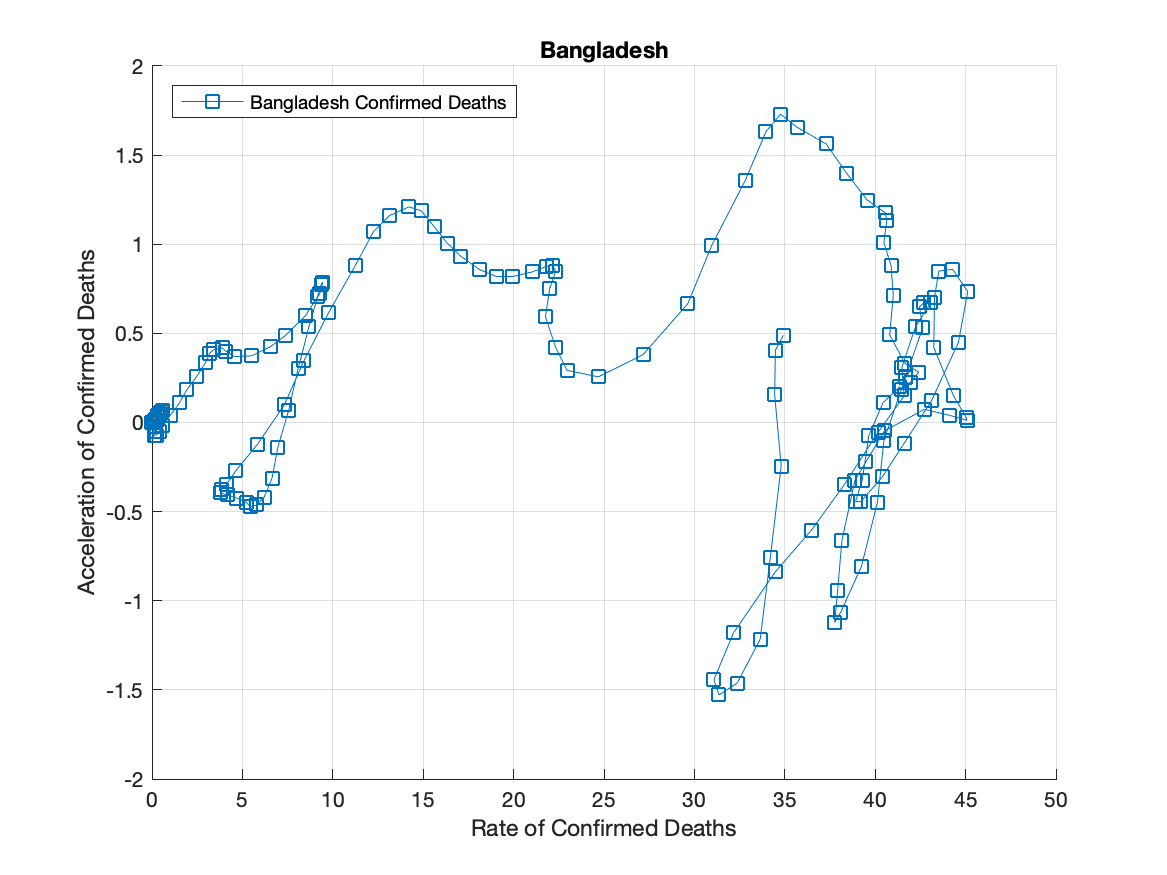 Bangladesh
Bangladesh Confirmed Deaths
2
1.5
1
0.5
0
-0.5
-1
-1.5
-2
Acceleration of Confirmed Deaths
0 5 10 15 20 25 30 35 40 45 50
Rate of Confirmed Deaths